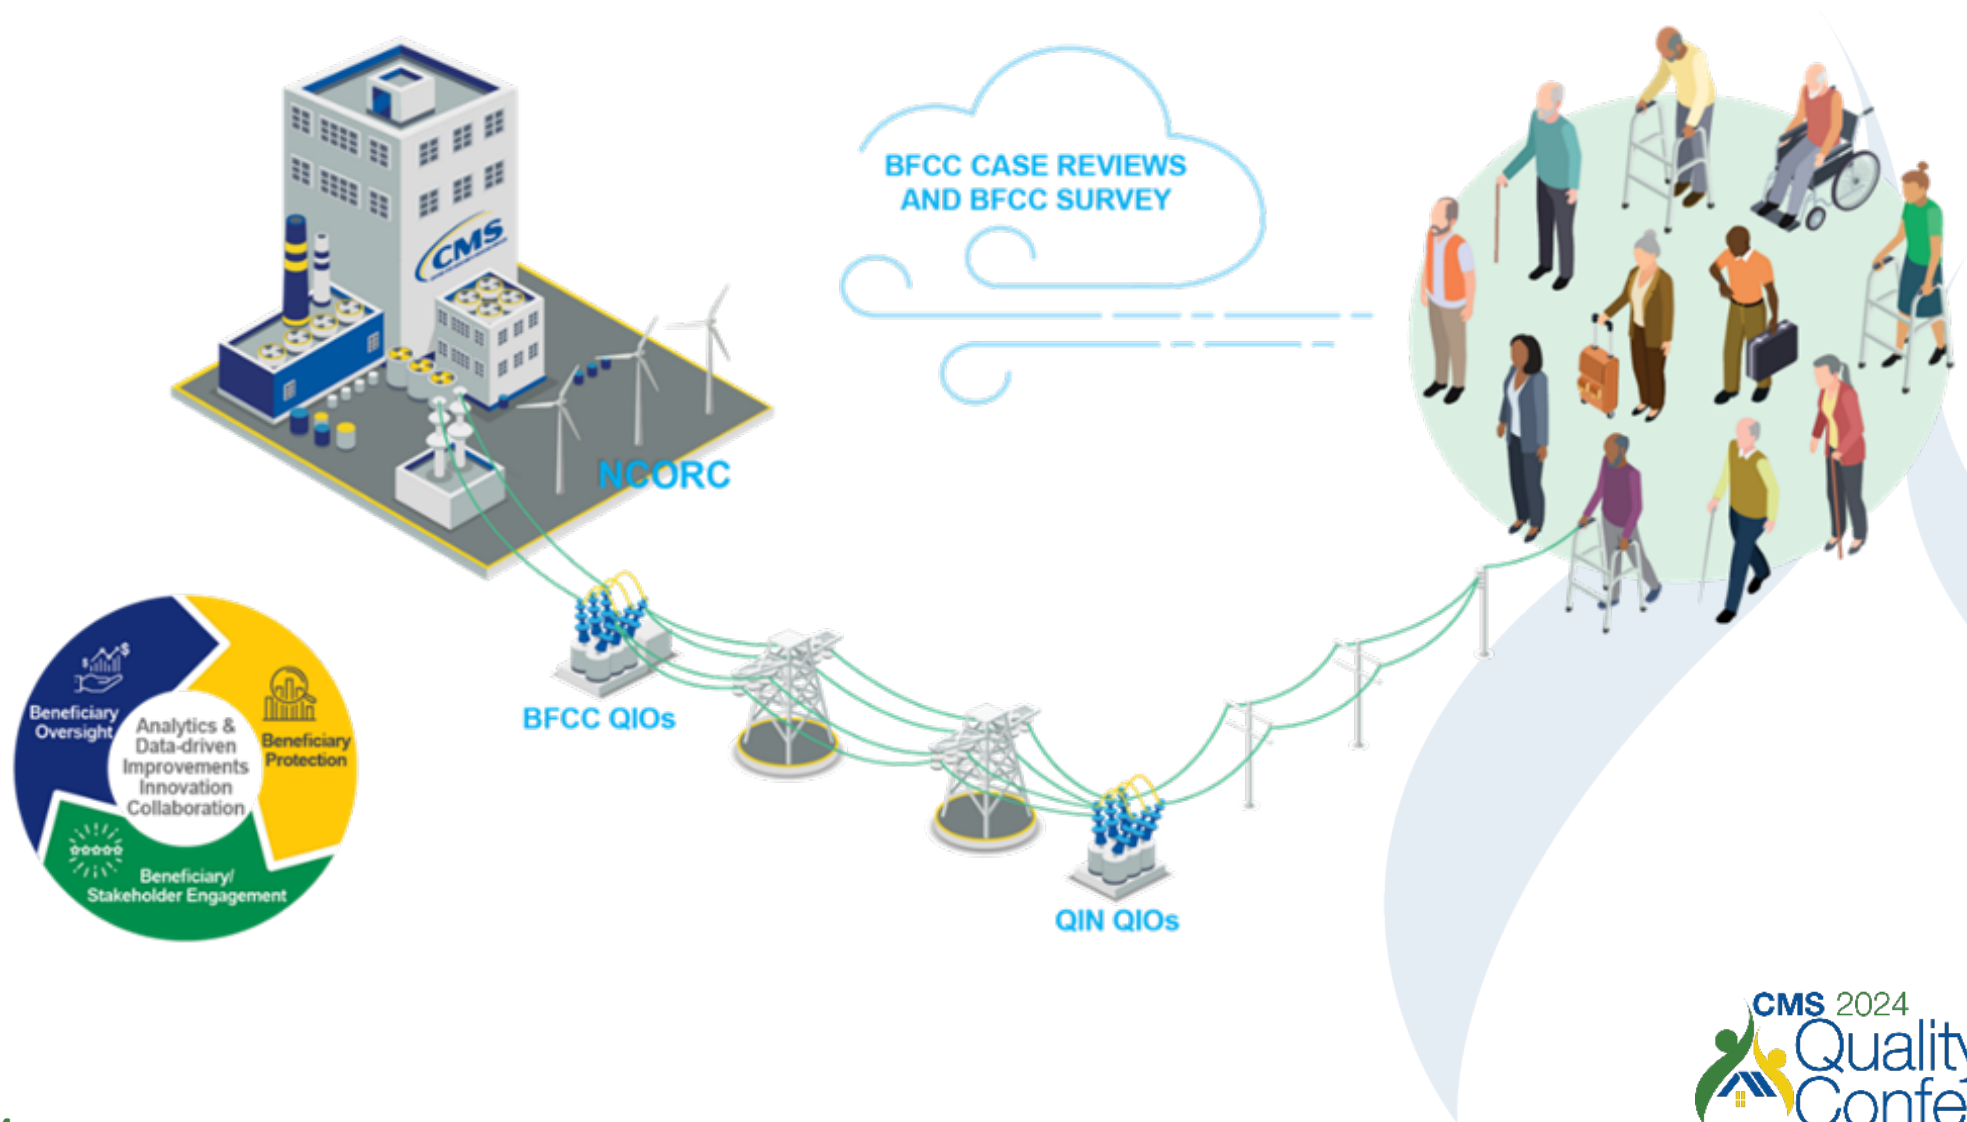 BFCC CASE REVIEWS
AND BFCC SURVEY
CMS
NCORC
BFCC QIOs
QIN QIOs
Beneficiary
Oversight
Beneficiary
Protection
Analytics &
Data-driven
Improvements
Innovation
Collaboration
Beneficiary/
Stakeholder Engagement
CMS 2024
Quality
Confe